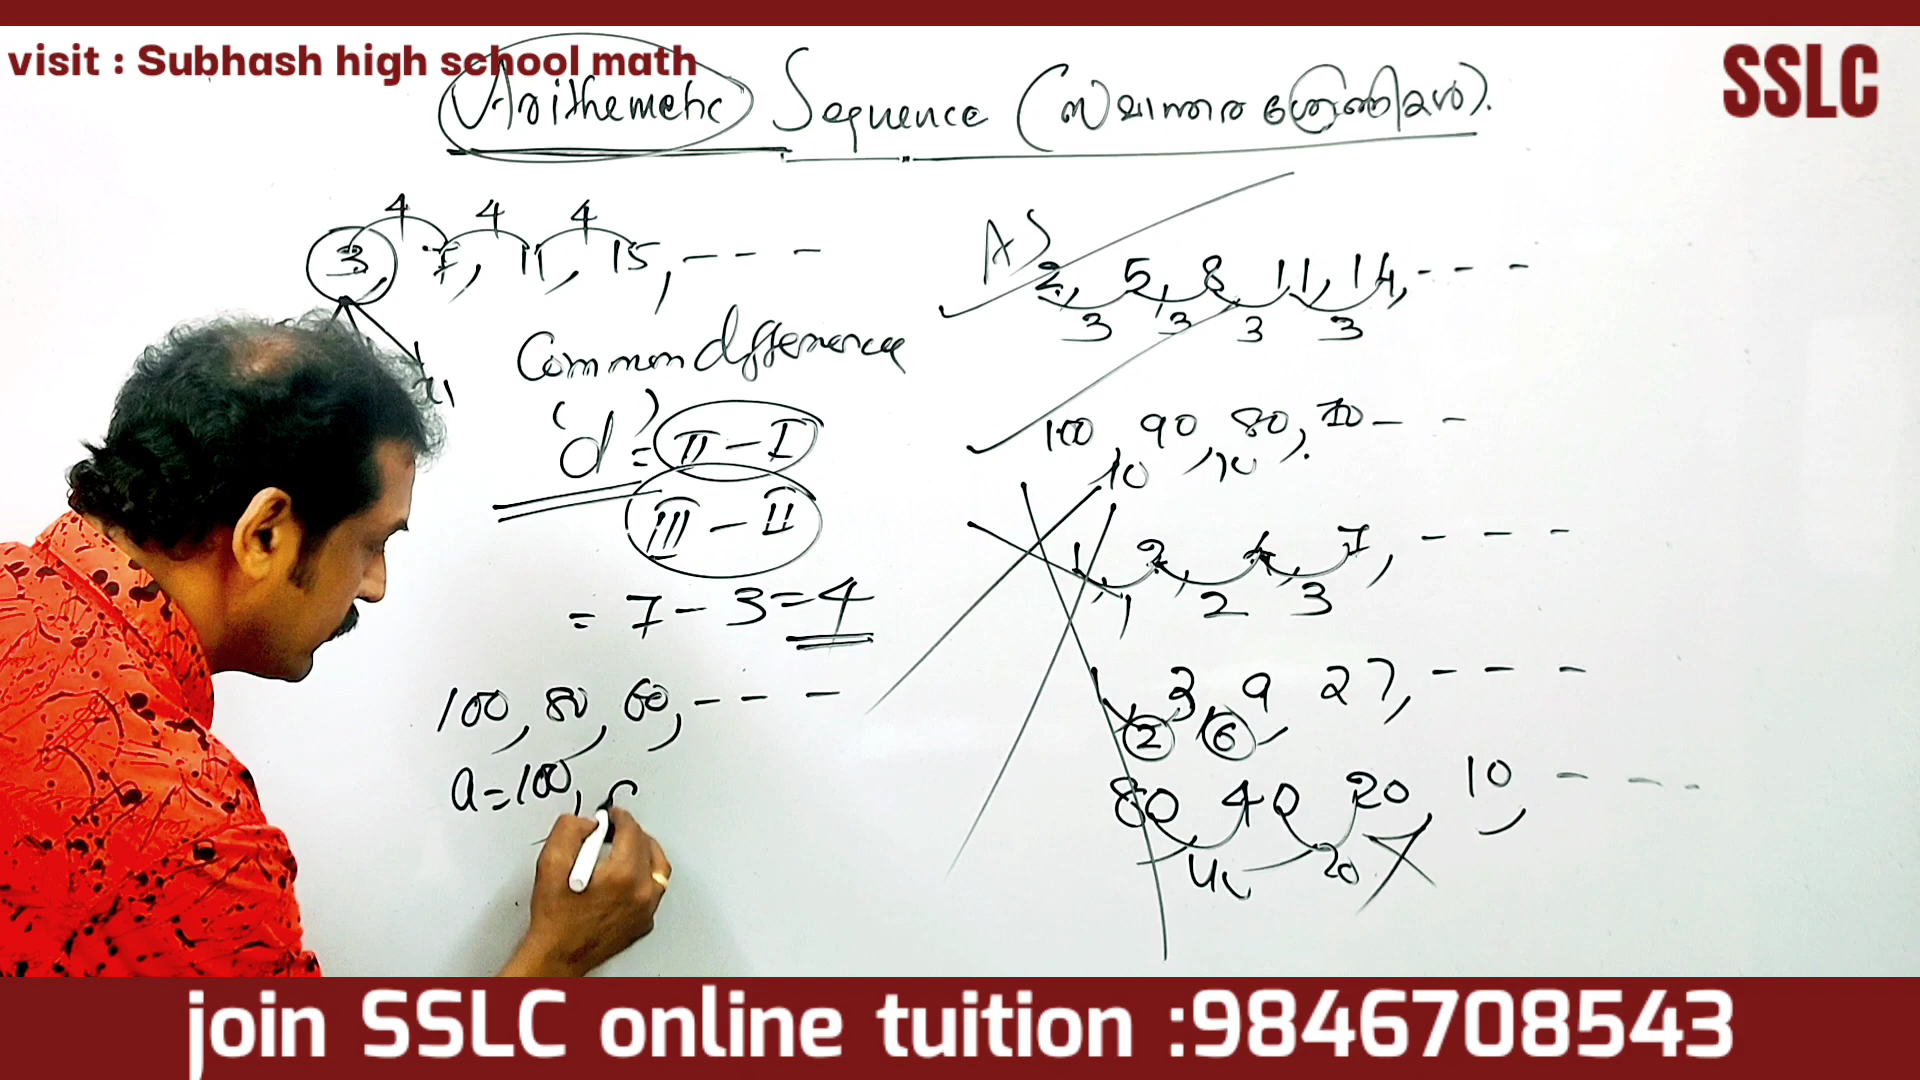 visit : Subhash high school math
SSLC
Arithemetic Sequence (സമാന്തര ശ്രേണികൾ).
4 4 4
3, 7, 11, 15, - - -
Common difference
'd' = II - I
III - II
= 7 - 3 = 4
100, 80, 60, - - -
a = 100,
AS
2, 5, 8, 11, 14, - - -
3 3 3 3
100, 90, 80, 70 - -
10 10
1, 2, 4, 7, - - -
1 2 3
1 3 9 27, - - -
2 6
80 40 20, 10, - - -
40 20
join SSLC online tuition :9846708543